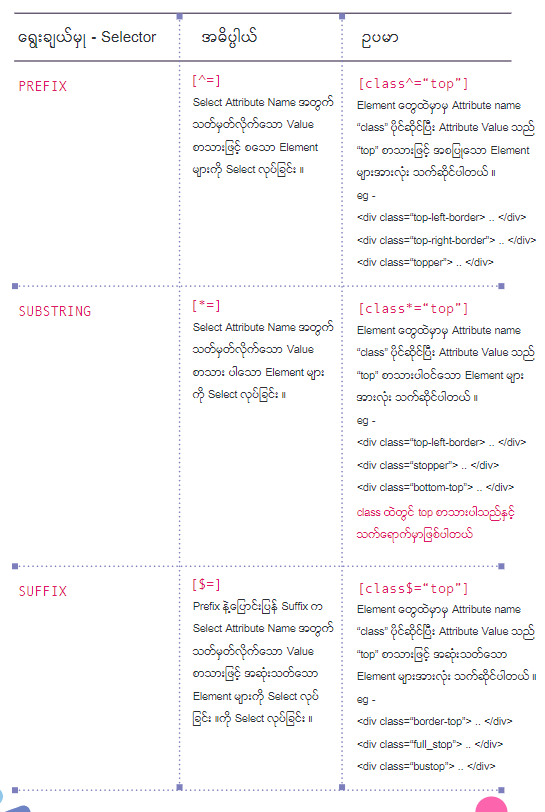 ရွေးချယ်မှု - Selector
အဓိပ္ပါယ်
ဥပမာ
PREFIX
[^=]
Select Attribute Name အတွက်
သတ်မှတ်လိုက်သော Value
စာသားဖြင့် စသော Element
များကို Select လုပ်ခြင်း ။
[class^=“top”]
Element တွေထဲမှာမှ Attribute name
“class” ပိုင်ဆိုင်ပြီး Attribute Value သည်
“top” စာသားဖြင့် အစပြုသော Element
များအားလုံး သက်ဆိုင်ပါတယ် ။
eg -
<div class=“top-left-border> .. </div>
<div class=“top-right-border”> .. </div>
<div class=“topper”> .. </div>
SUBSTRING
[*=]
Select Attribute Name အတွက်
သတ်မှတ်လိုက်သော Value
စာသား ပါသော Element များ
ကို Select လုပ်ခြင်း ။
[class*=“top”]
Element တွေထဲမှာမှ Attribute name
“class” ပိုင်ဆိုင်ပြီး Attribute Value သည်
“top” စာသားပါဝင်သော Element များ
အားလုံး သက်ဆိုင်ပါတယ် ။
eg -
<div class=“top-left-border> .. </div>
<div class=“stopper”> .. </div>
<div class=“bottom-top”> .. </div>
class ထဲတွင် top စာသားပါသည်နှင့်
သက်ရောက်မှာဖြစ်ပါတယ်
SUFFIX
[$=]
Prefix နဲ့ပြောင်းပြန် Suffix က
Select Attribute Name အတွက်
သတ်မှတ်လိုက်သော Value
စာသားဖြင့် အဆုံးသတ်သော
Element များကို Select လုပ်
ခြင်း ။ကို Select လုပ်ခြင်း ။
[class$=“top”]
Element တွေထဲမှာမှ Attribute name
“class” ပိုင်ဆိုင်ပြီး Attribute Value သည်
“top” စာသားဖြင့် အဆုံးသတ်သော
Element များအားလုံး သက်ဆိုင်ပါတယ် ။
eg -
<div class=“border-top”> .. </div>
<div class=“full_stop”> .. </div>
<div class=“bustop”> .. </div>